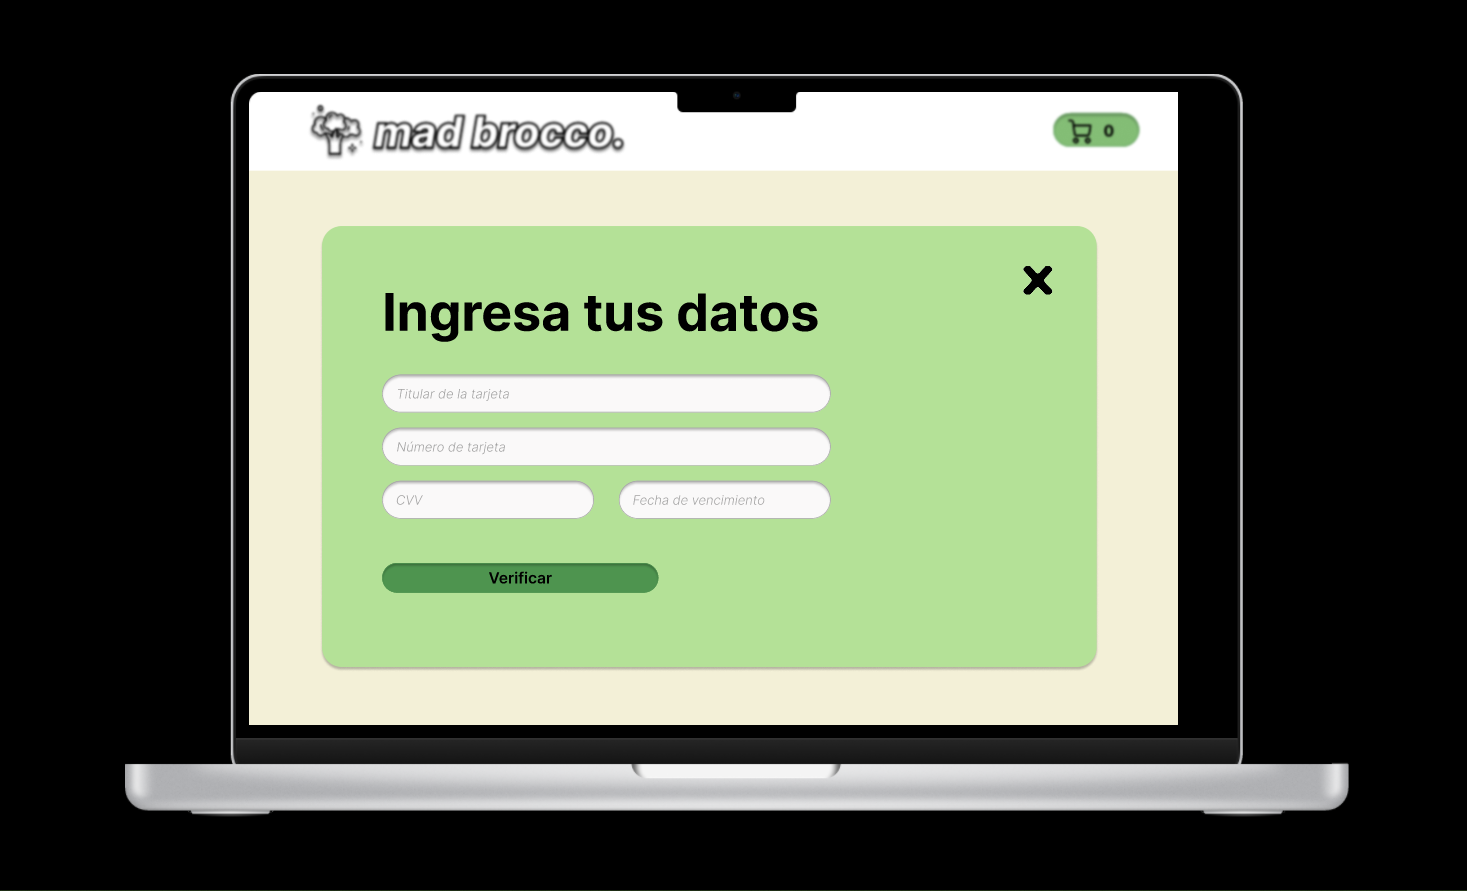 mad brocco.
0
Ingresa tus datos
Titular de la tarjeta
Número de tarjeta
CVV
Fecha de vencimiento
Verificar